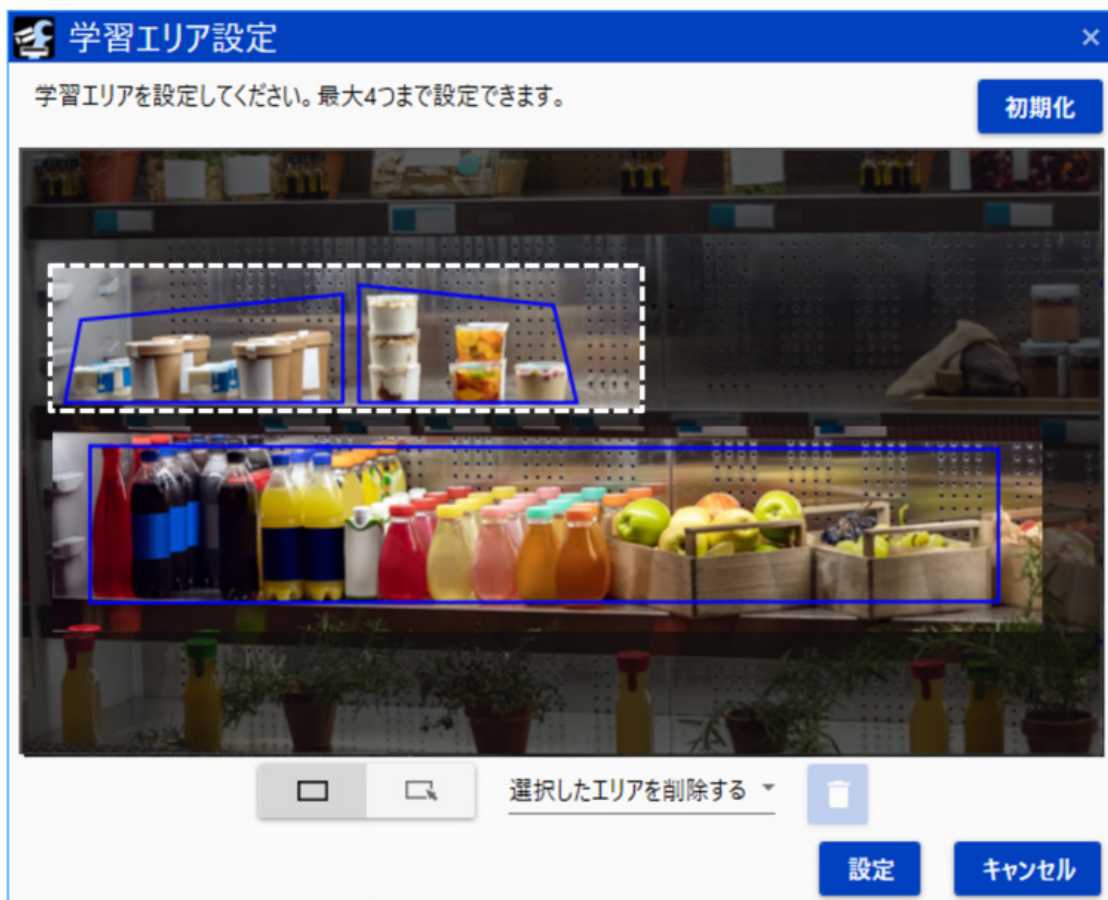 学習エリア設定
学習エリアを設定してください。最大4つまで設定できます。
初期化
選択したエリアを削除する
設定
キャンセル